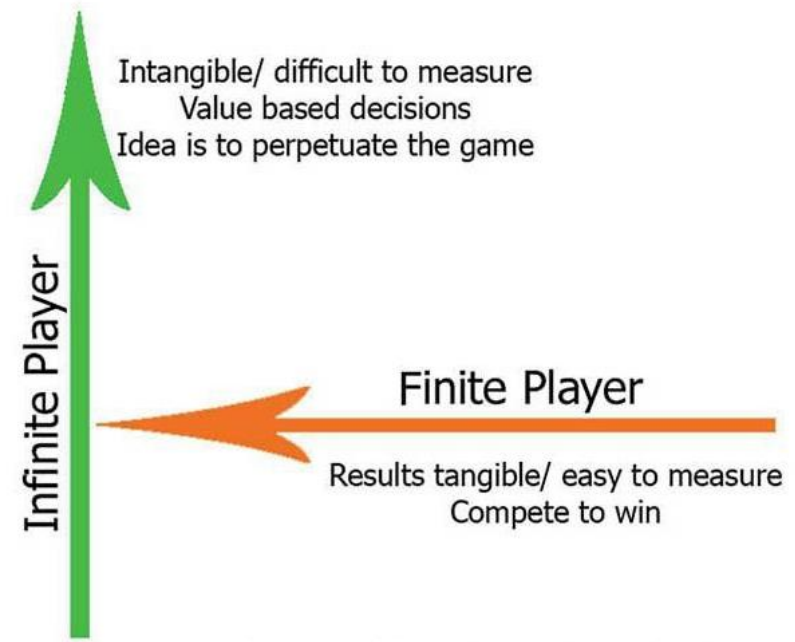 Intangible/ difficult to measure
Value based decisions
Idea is to perpetuate the game
Infinite Player
Finite Player
Results tangible/ easy to measure
Compete to win